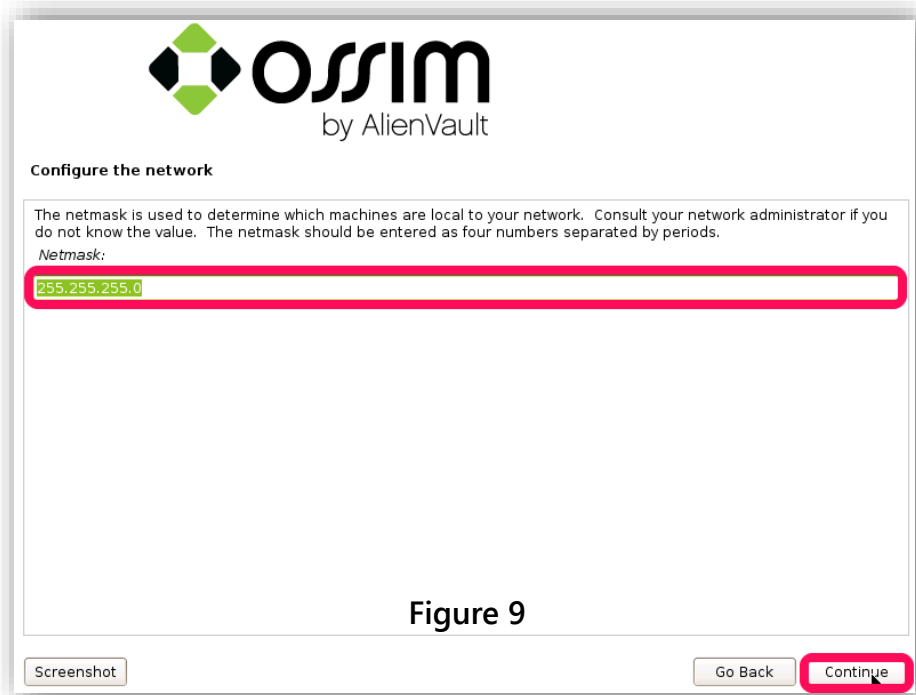 OSSIM
by AlienVault
Configure the network
The netmask is used to determine which machines are local to your network. Consult your network administrator if you
do not know the value. The netmask should be entered as four numbers separated by periods.
Netmask:
255.255.255.0
Figure 9
Screenshot
Go Back
Continue